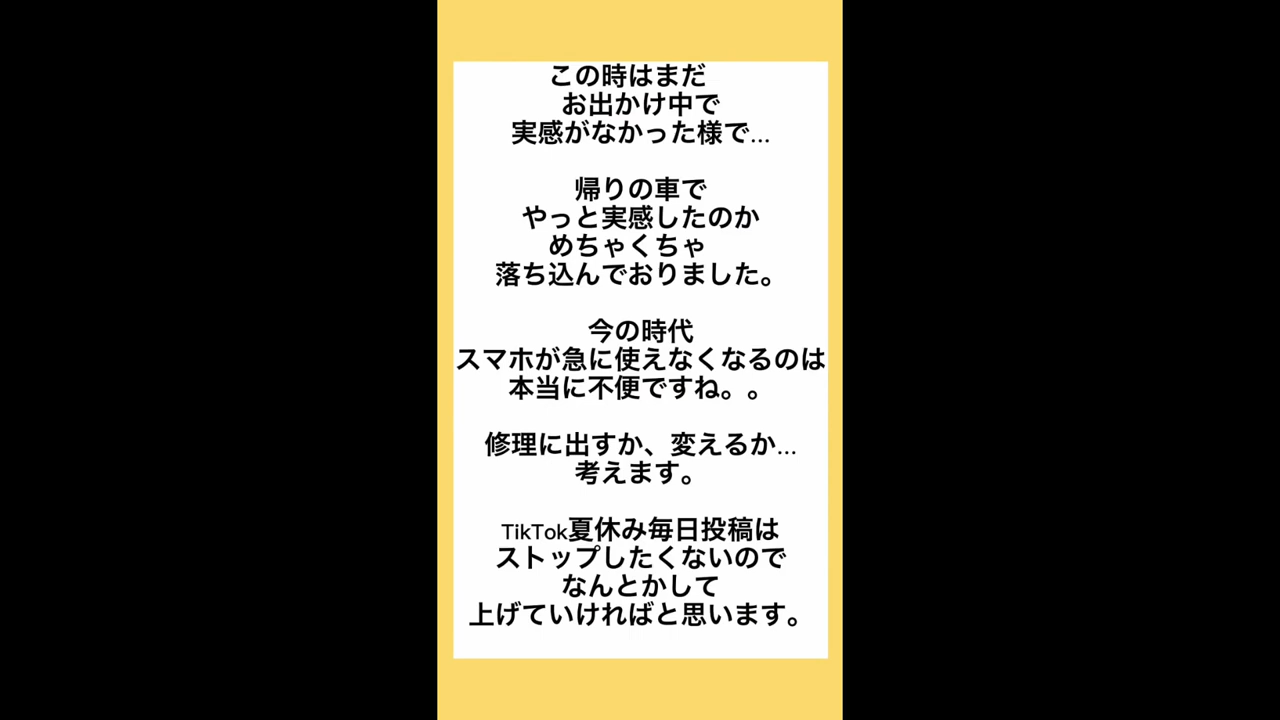 この時はまだ
お出かけ中で
実感がなかった様で...
帰りの車で
やっと実感したのか
めちゃくちゃ
落ち込んでおりました。
今の時代
スマホが急に使えなくなるのは
本当に不便ですね。。
修理に出すか、変えるか...
考えます。
TikTok夏休み毎日投稿は
ストップしたくないので
なんとかして
上げていければと思います。